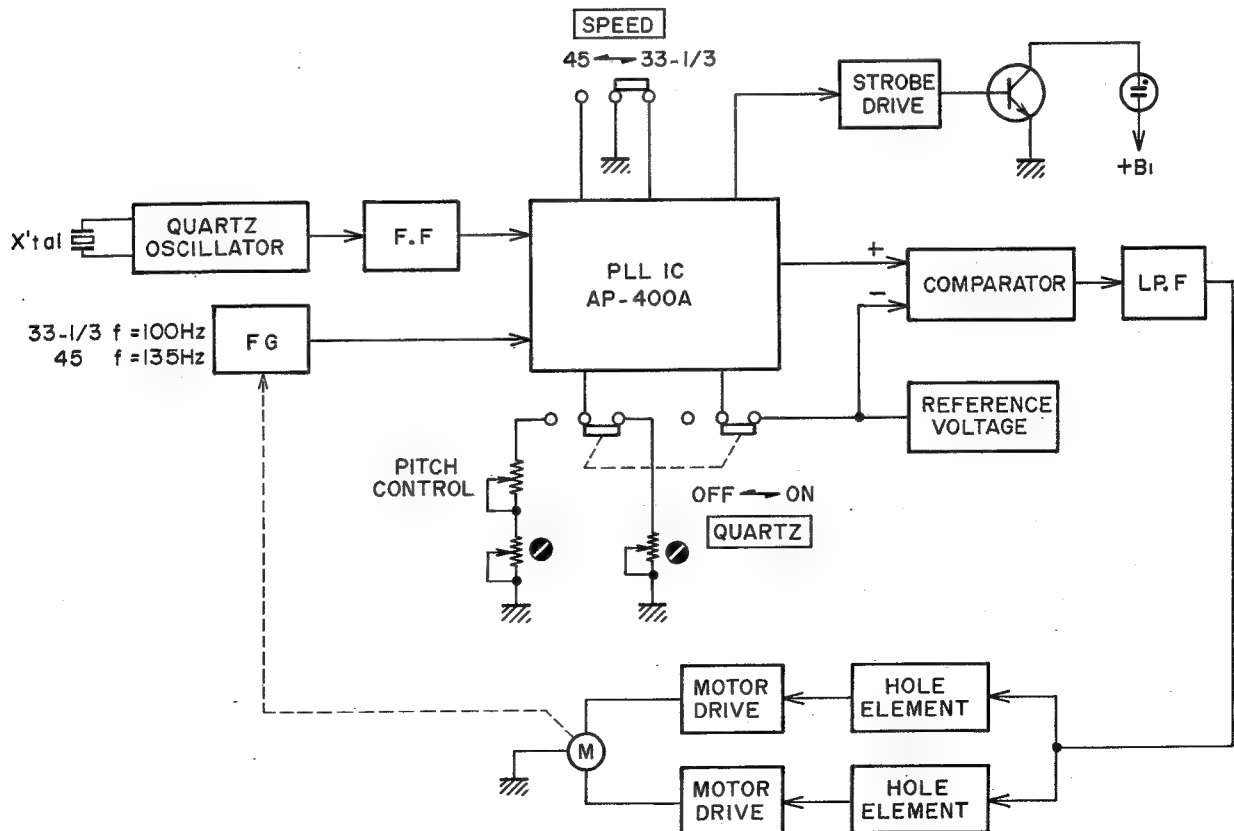 SPEED
45 33-1/3
STROBE
DRIVE
+B1
X'tal
QUARTZ
OSCILLATOR
F.F
PLL IC
AP-400A
+
-
COMPARATOR
L.P.F
33-1/3 f=100Hz
45 f=135Hz
FG
REFERENCE
VOLTAGE
PITCH
CONTROL
OFF ON
QUARTZ
MOTOR
DRIVE
HOLE
ELEMENT
M
MOTOR
DRIVE
HOLE
ELEMENT